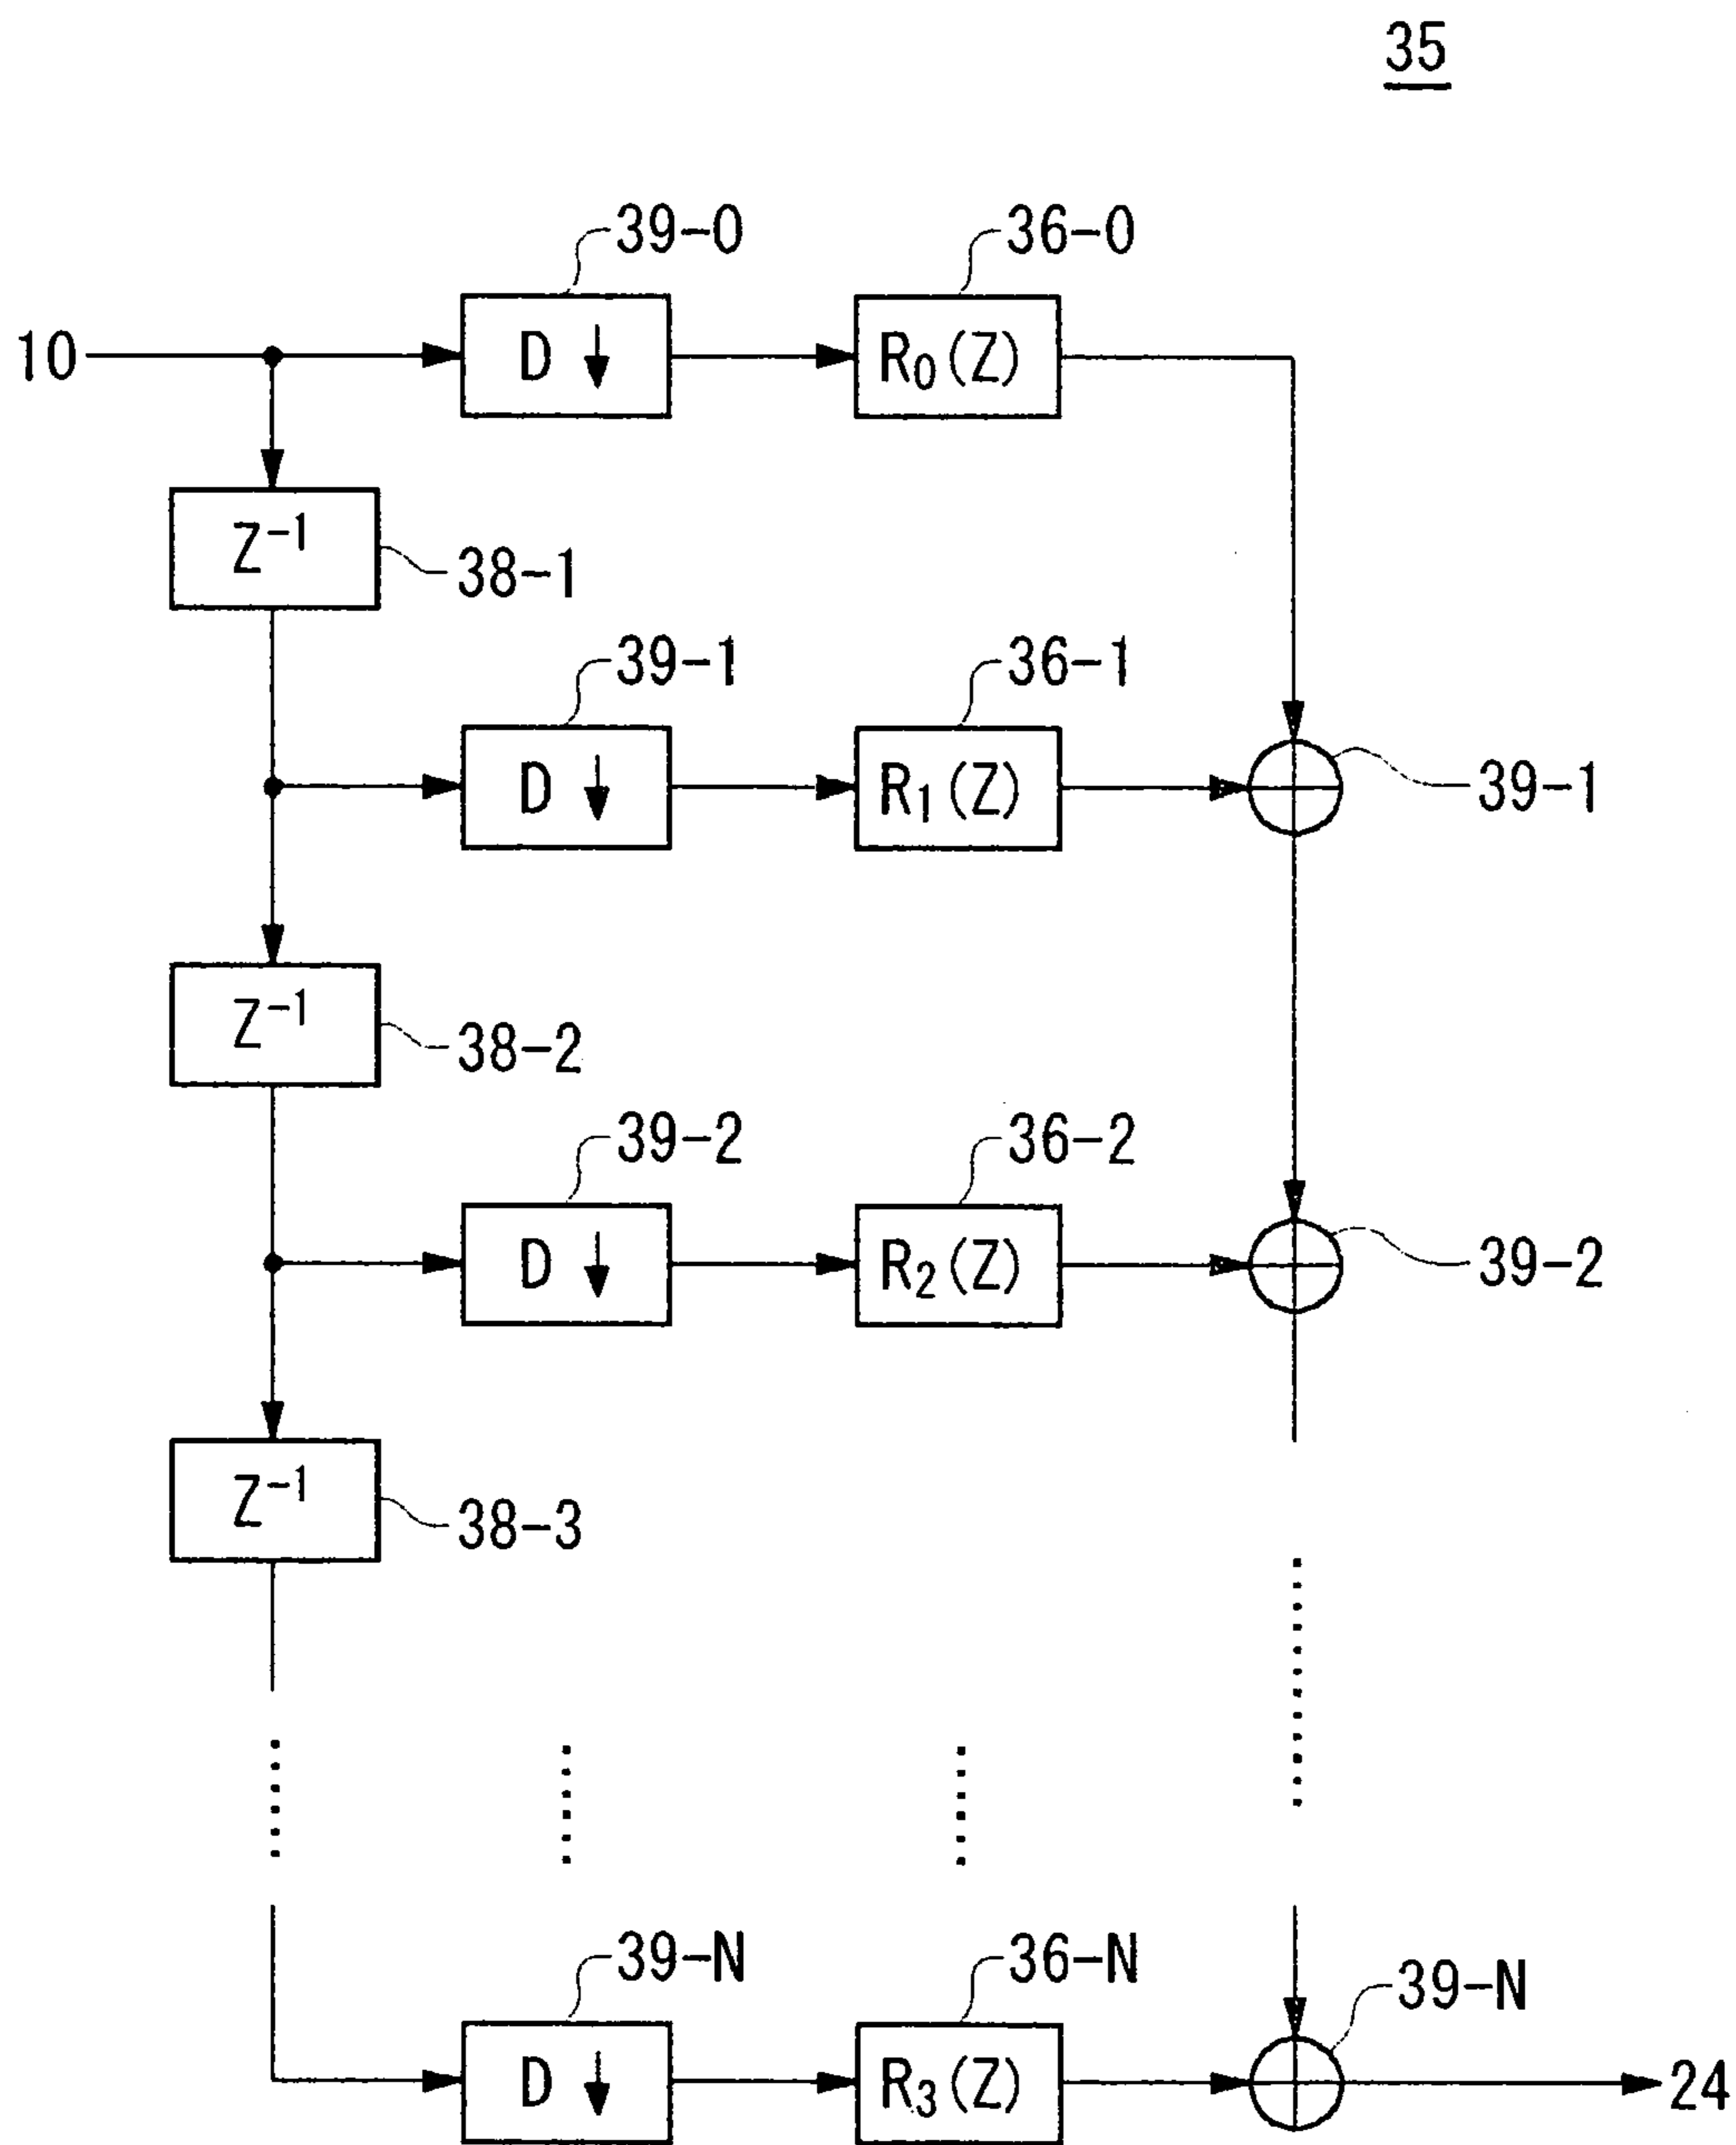 35
39-0
36-0
10
D ↓
R₀(Z)
Z⁻¹
38-1
39-1
36-1
D ↓
R₁(Z)
39-1
Z⁻¹
38-2
39-2
36-2
D ↓
R₂(Z)
39-2
Z⁻¹
38-3
39-N
36-N
39-N
D ↓
R₃(Z)
24